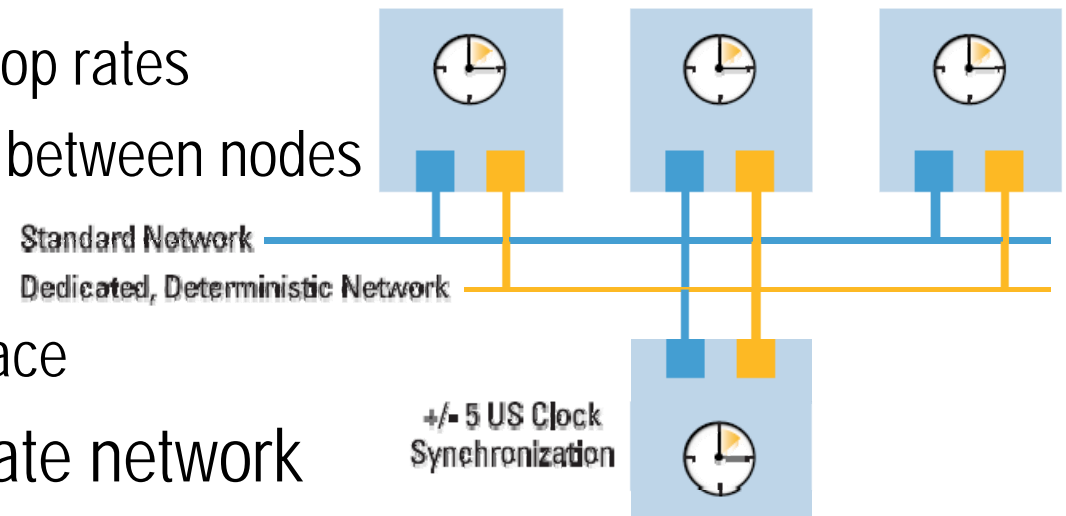 op rates
between nodes
Standard Network
Dedicated, Deterministic Network
ace
ate network
+/- 5 US Clock
Synchronization